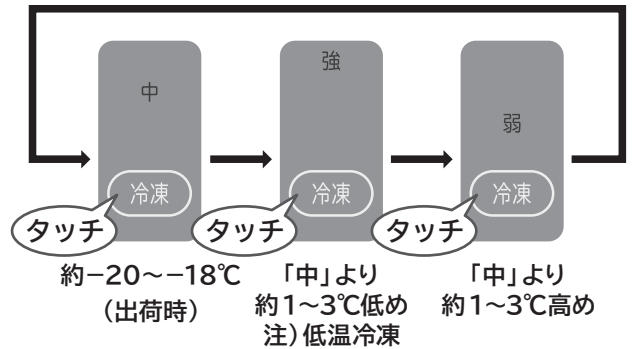 中
強
弱
冷凍
冷凍
冷凍
タッチ
タッチ
タッチ
約−20〜−18℃
(出荷時)
「中」より
約1〜3℃低め
注)低温冷凍
「中」より
約1〜3℃高め